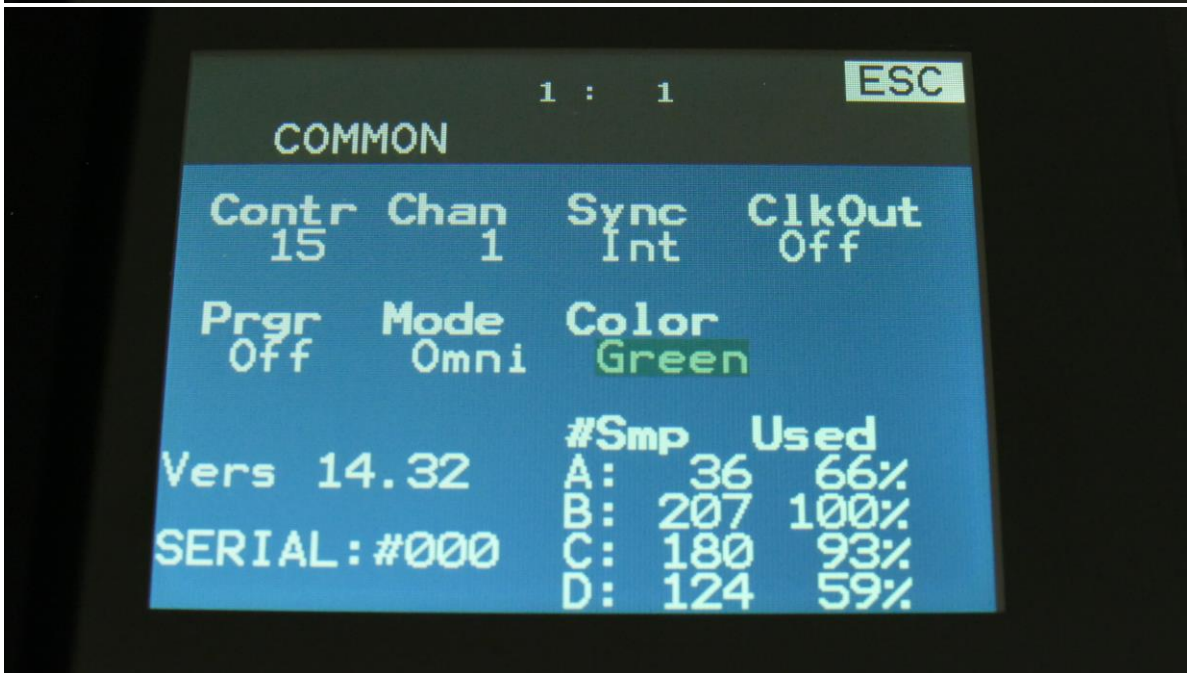 1 : 1 ESC
COMMON
Contr Chan Sync ClkOut
15 1 Int Off
Prgr Mode Color
Off Omni Green
#Smp Used
Vers 14.32 A: 36 66%
B: 207 100%
SERIAL:#000 C: 180 93%
D: 124 59%